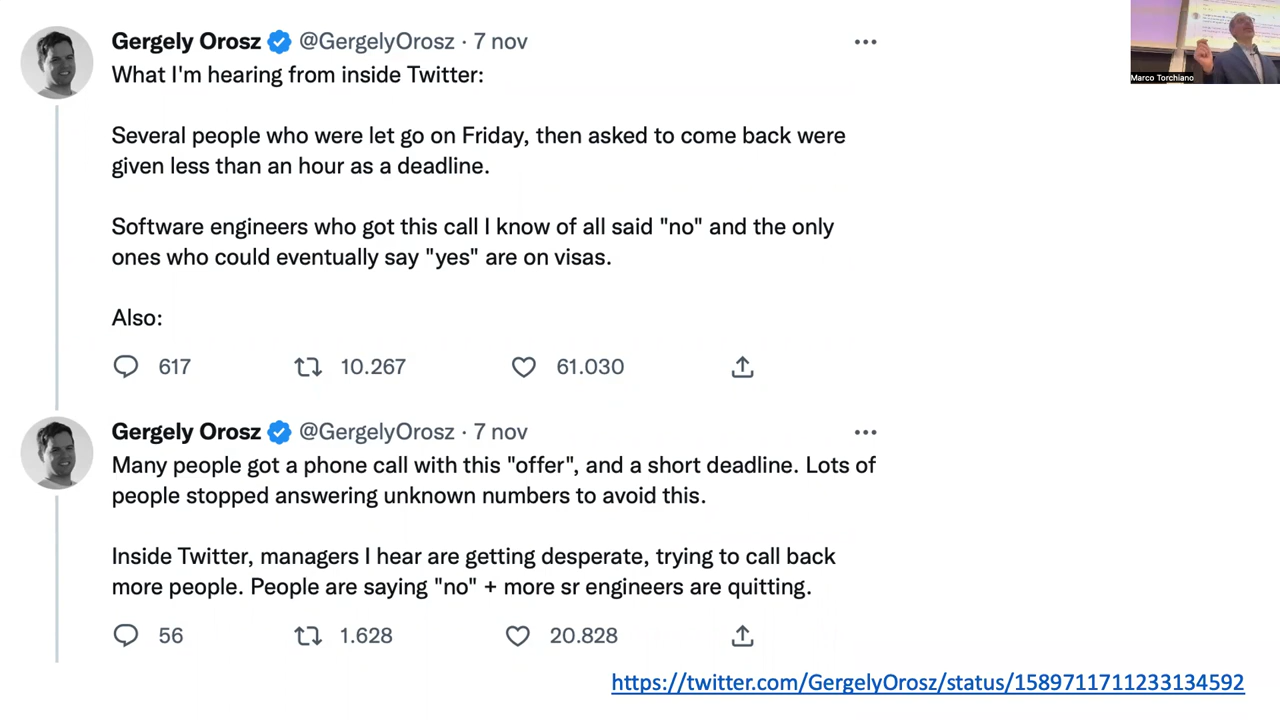 Gergely Orosz @GergelyOrosz · 7 nov
What I'm hearing from inside Twitter:
Several people who were let go on Friday, then asked to come back were
given less than an hour as a deadline.
Software engineers who got this call I know of all said "no" and the only
ones who could eventually say "yes" are on visas.
Also:
617 10.267 61.030
Gergely Orosz @GergelyOrosz · 7 nov
Many people got a phone call with this "offer", and a short deadline. Lots of
people stopped answering unknown numbers to avoid this.
Inside Twitter, managers I hear are getting desperate, trying to call back
more people. People are saying "no" + more sr engineers are quitting.
56 1.628 20.828
https://twitter.com/GergelyOrosz/status/1589711711233134592
Marco Torchiano